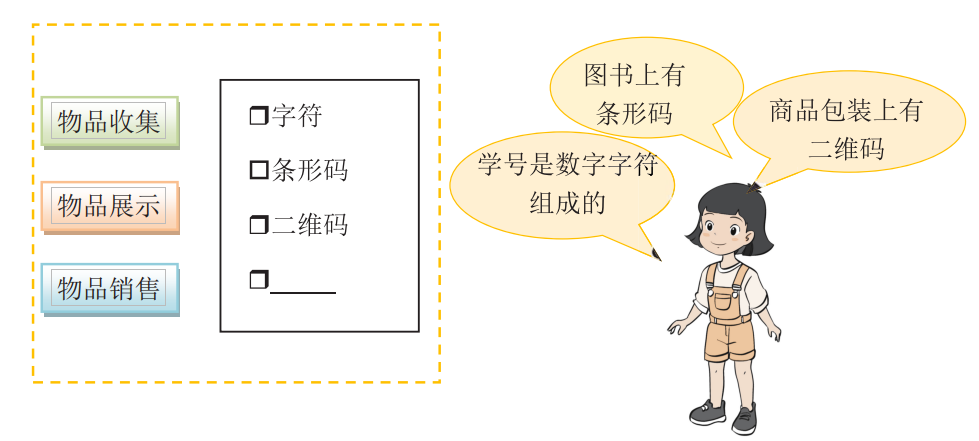 物品收集
物品展示
物品销售
□字符
□条形码
□二维码
□_____
图书上有
条形码
商品包装上有
二维码
学号是数字字符
组成的